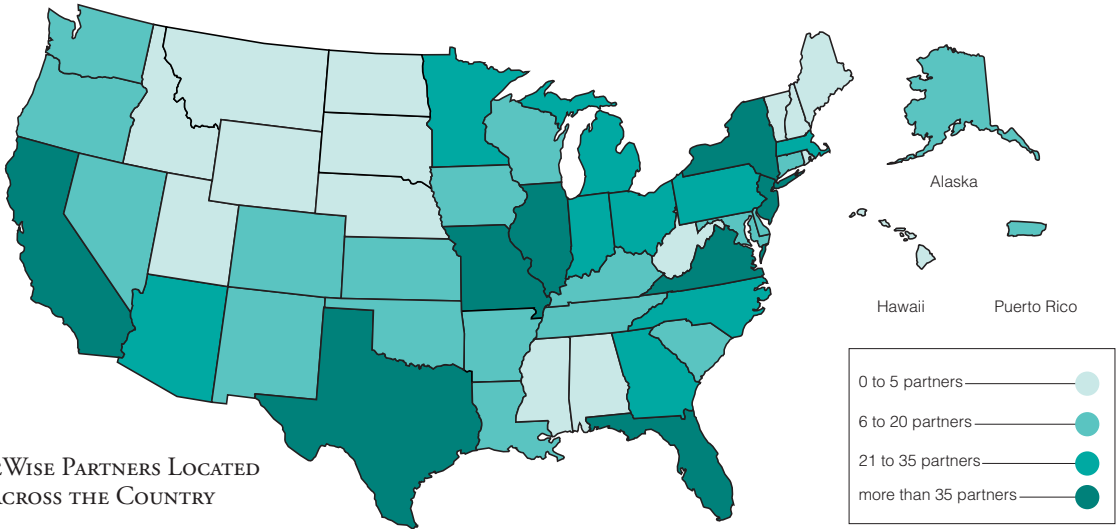 Alaska
Hawaii
Puerto Rico
0 to 5 partners
6 to 20 partners
21 to 35 partners
more than 35 partners
Partners Located
Across the Country